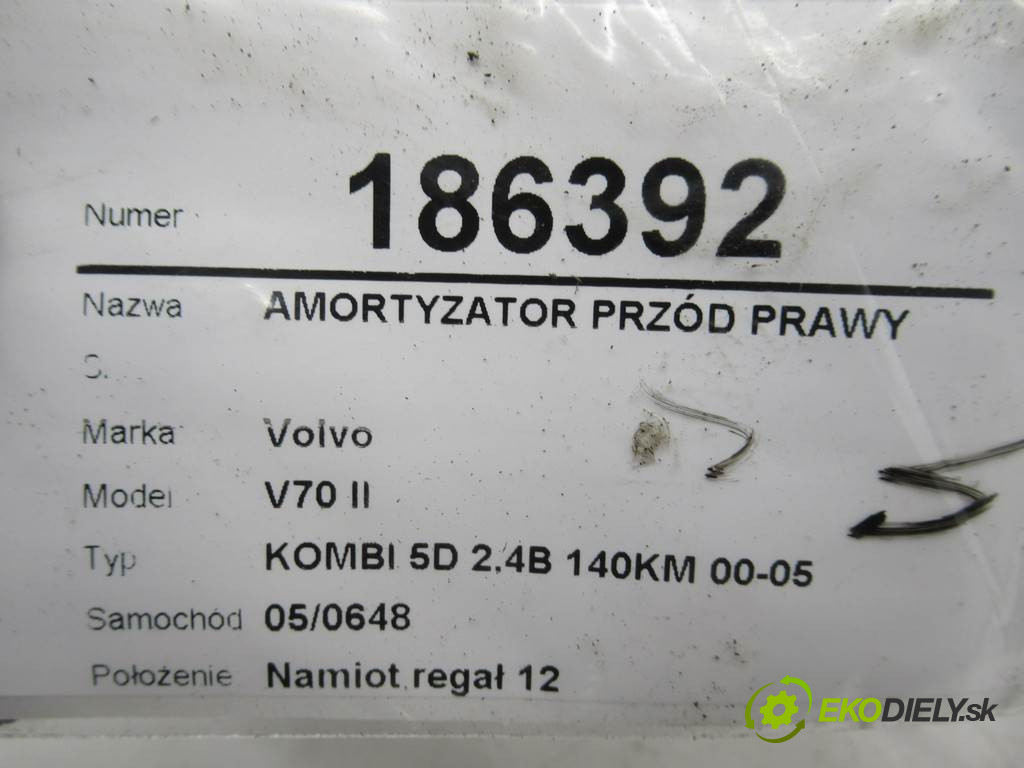 Numer 186392
Nazwa AMORTYZATOR PRZÓD PRAWY
S.
Marka Volvo
Model V70 II
Typ KOMBI 5D 2.4B 140KM 00-05
Samochód 05/0648
Położenie Namiot regał 12
EKODIELY.sk